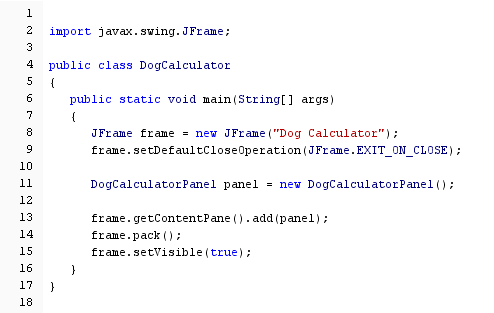 1
2 import javax.swing.JFrame;
3
4 public class DogCalculator
5 {
6 public static void main(String[] args)
7 {
8 JFrame frame = new JFrame("Dog Calculator");
9 frame.setDefaultCloseOperation(JFrame.EXIT_ON_CLOSE);
10
11 DogCalculatorPanel panel = new DogCalculatorPanel();
12
13 frame.getContentPane().add(panel);
14 frame.pack();
15 frame.setVisible(true);
16 }
17 }
18